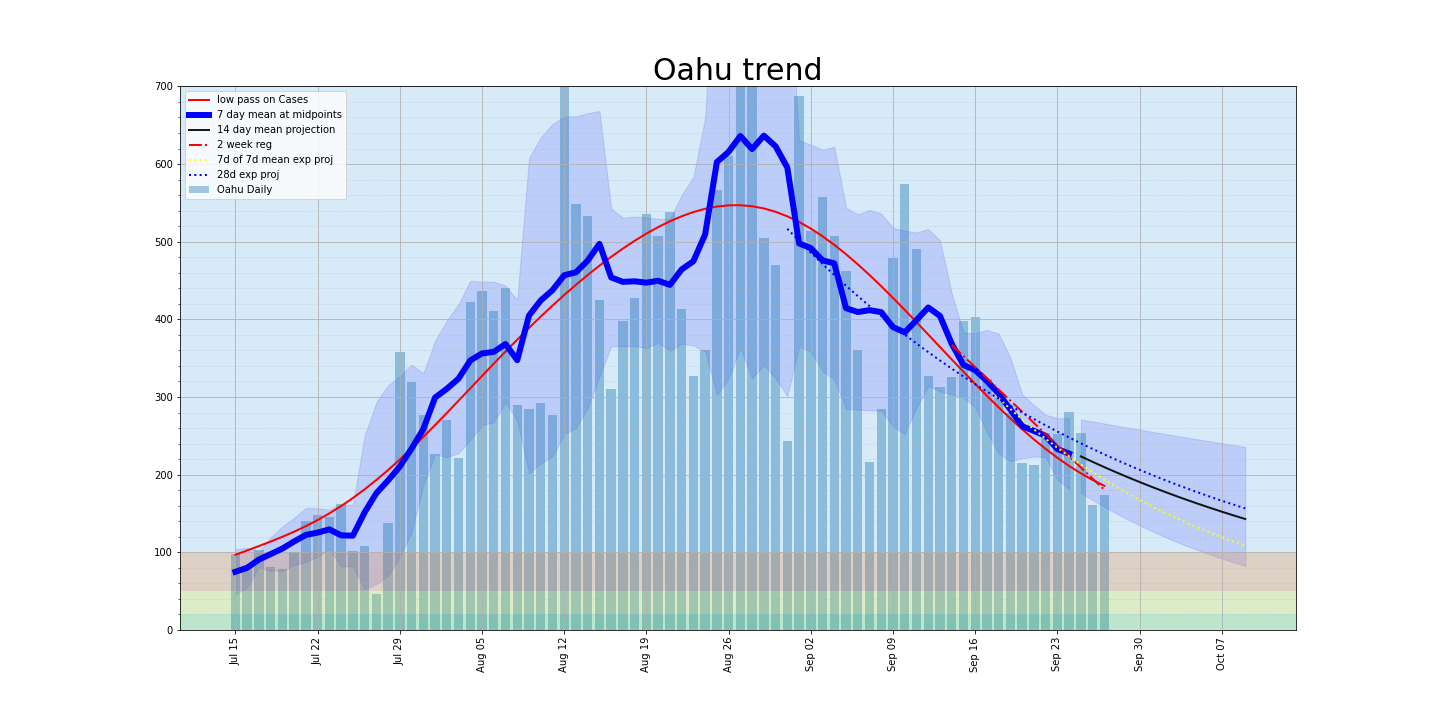 Oahu trend
700
600
500
400
300
200
100
0
low pass on Cases
7 day mean at midpoints
14 day mean projection
2 week reg
7d of 7d mean exp proj
28d exp proj
Oahu Daily
Jul 15
Jul 22
Jul 29
Aug 05
Aug 12
Aug 19
Aug 26
Sep 02
Sep 09
Sep 16
Sep 23
Sep 30
Oct 07